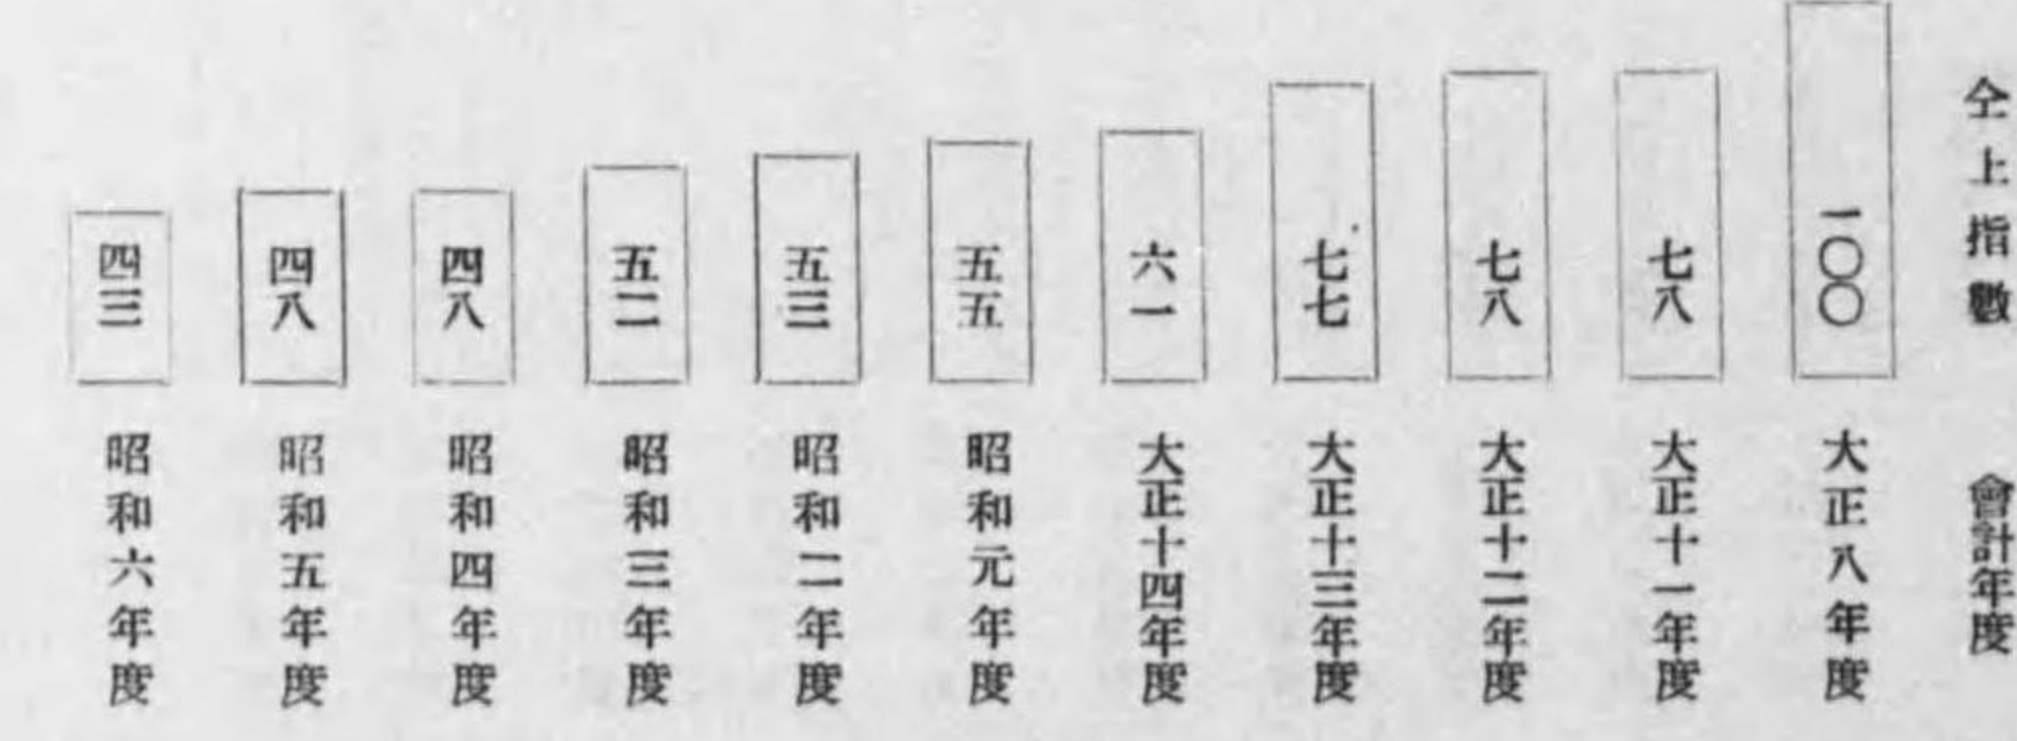 仝上指數
會計年度
一〇〇
大正八年度
七八
大正十一年度
七八
大正十二年度
七七
大正十三年度
六一
大正十四年度
五五
昭和元年度
五三
昭和二年度
五二
昭和三年度
四八
昭和四年度
四八
昭和五年度
四三
昭和六年度